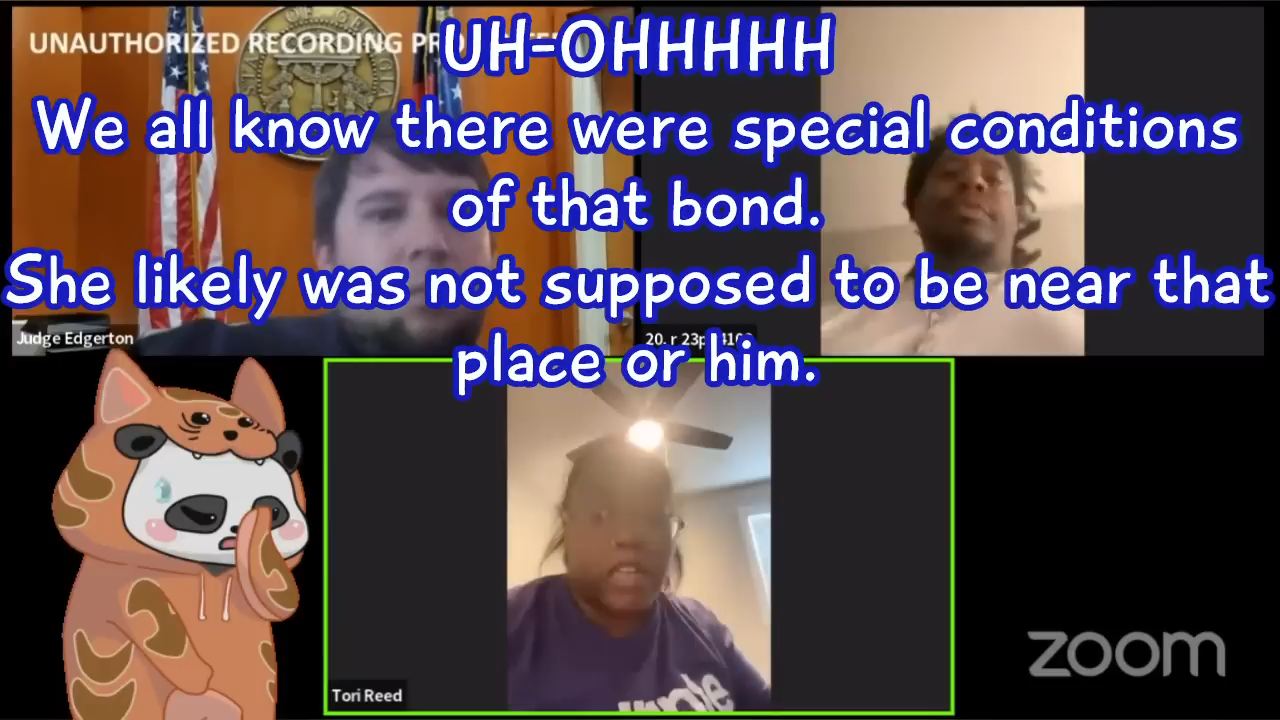 UNAUTHORIZED RECORDING
UH-OHHHHH
We all know there were special conditions
of that bond.
She likely was not supposed to be near that
place or him.
Judge Edgerton
20. r
Tori Reed
zoom